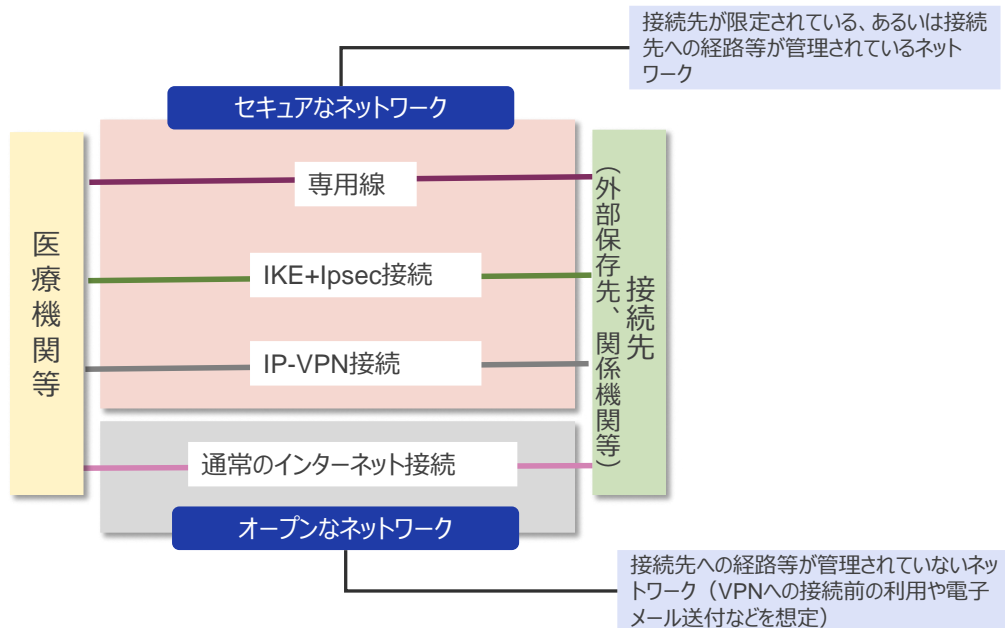 接続先が限定されている、あるいは接続
先への経路等が管理されているネット
ワーク
セキュアなネットワーク
医療機関等
専用線
IKE+Ipsec接続
IP-VPN接続
通常のインターネット接続
接続先
（外部保存先、関係機関等）
オープンなネットワーク
接続先への経路等が管理されていないネッ
トワーク（VPNへの接続前の利用や電子
メール送付などを想定）